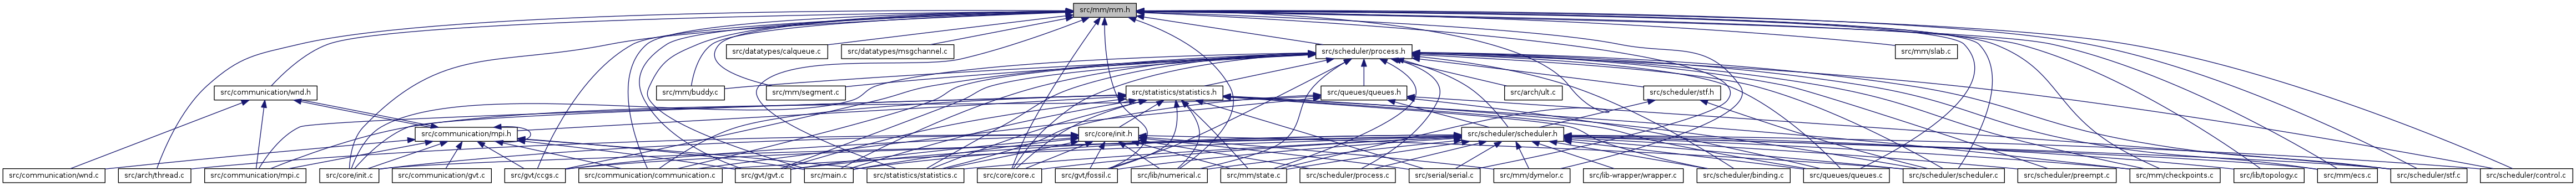 src/mm/mm.h
src/datatypes/calqueue.c
src/datatypes/msgchannel.c
src/scheduler/process.h
src/mm/slab.c
src/communication/wnd.h
src/mm/buddy.c
src/mm/segment.c
src/statistics/statistics.h
src/queues/queues.h
src/arch/ult.c
src/scheduler/stf.h
src/communication/mpi.h
src/core/init.h
src/scheduler/scheduler.h
src/communication/wnd.c
src/arch/thread.c
src/communication/mpi.c
src/core/init.c
src/communication/gvt.c
src/gvt/ccgs.c
src/communication/communication.c
src/gvt/gvt.c
src/main.c
src/statistics/statistics.c
src/core/core.c
src/gvt/fossil.c
src/lib/numerical.c
src/mm/state.c
src/scheduler/process.c
src/serial/serial.c
src/mm/dymelor.c
src/lib-wrapper/wrapper.c
src/scheduler/binding.c
src/queues/queues.c
src/scheduler/scheduler.c
src/scheduler/preempt.c
src/mm/checkpoints.c
src/lib/topology.c
src/mm/ecs.c
src/scheduler/stf.c
src/scheduler/control.c